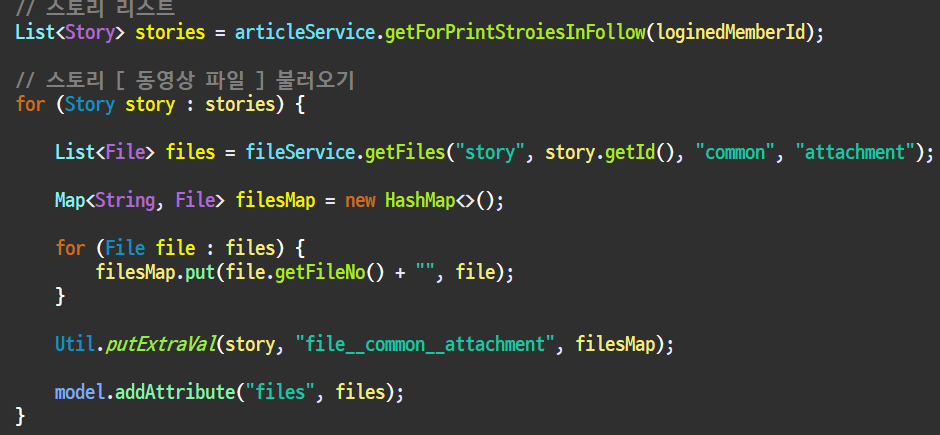 // 스토리 리스트
List<Story> stories = articleService.getForPrintStroiesInFollow(loginedMemberId);
// 스토리 [ 동영상 파일 ] 불러오기
for (Story story : stories) {
List<File> files = fileService.getFiles("story", story.getId(), "common", "attachment");
Map<String, File> filesMap = new HashMap<>();
for (File file : files) {
filesMap.put(file.getFileNo() + "", file);
}
Util.putExtraVal(story, "file__common__attachment", filesMap);
model.addAttribute("files", files);
}